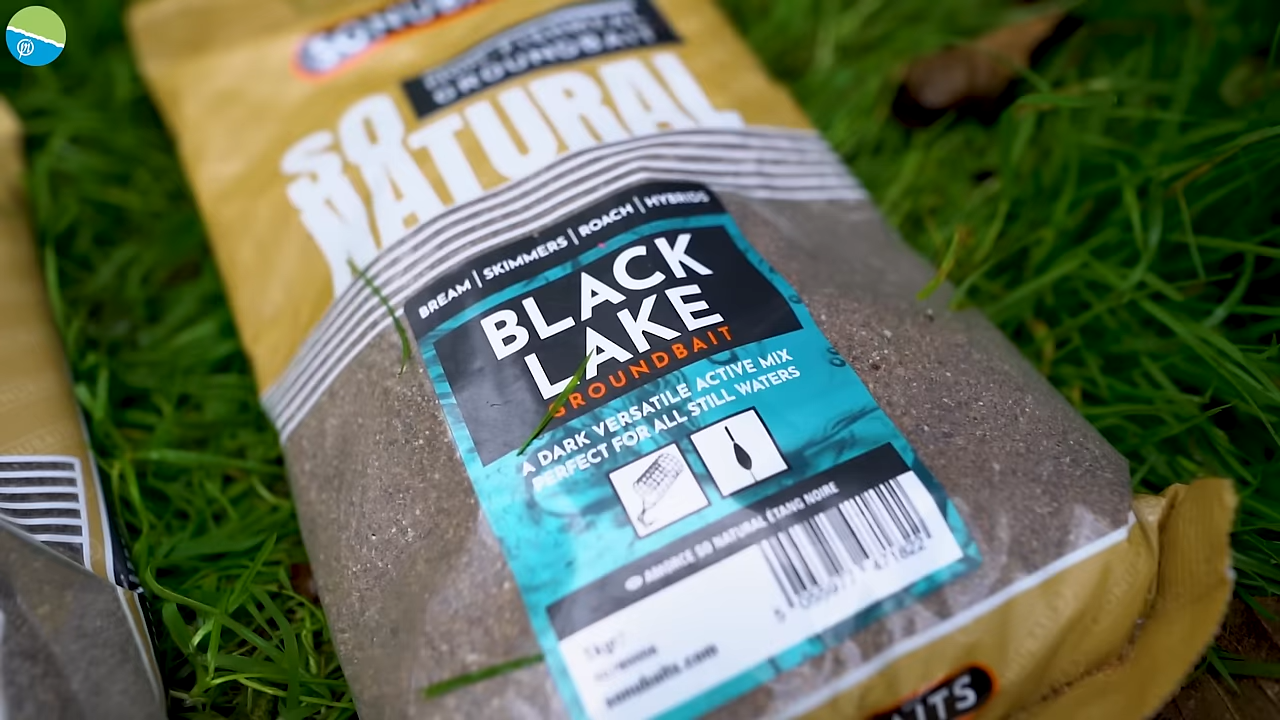 GROUNDBAIT
SO
NATURAL
BREAM | SKIMMERS | ROACH | HYBRIDS
BLACK
LAKE
GROUNDBAIT
A DARK VERSATILE ACTIVE MIX
PERFECT FOR ALL STILL WATERS
AMORCE SO NATURAL ÉTANG NOIRE
1kg